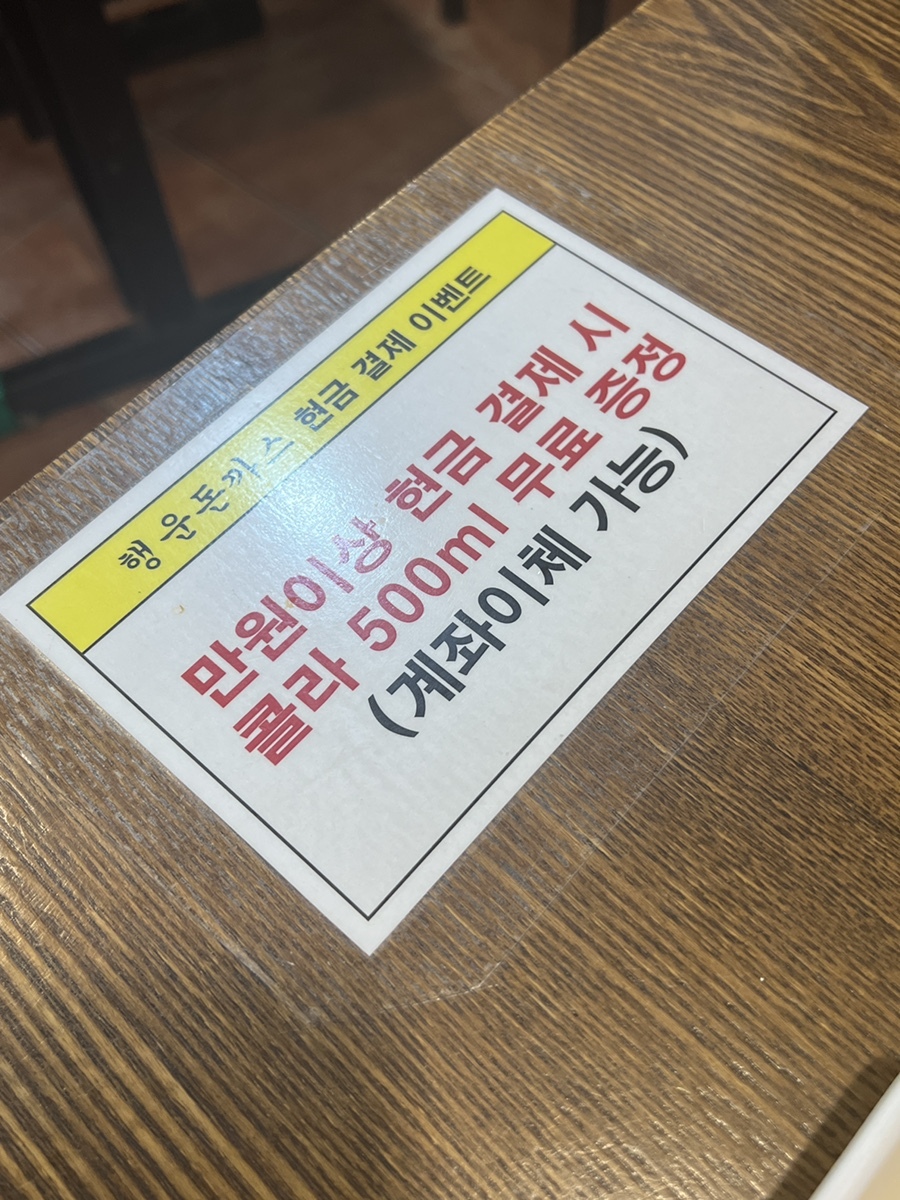 행운돈까스 현금 결제 이벤트
만원이상 현금 결제 시
콜라 500ml 무료 증정
(계좌이체 가능)